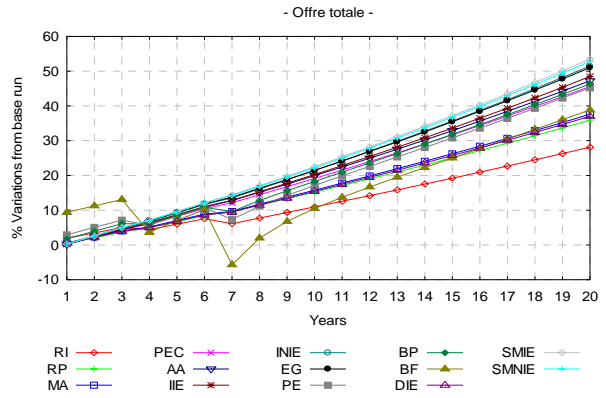 - Offre totale -
% Variations from base run
60
50
40
30
20
10
0
-10
1 2 3 4 5 6 7 8 9 10 11 12 13 14 15 16 17 18 19 20
Years
RI PEC INIE BP SMIE
RP AA EG BF SMNIE
MA IIE PE DIE